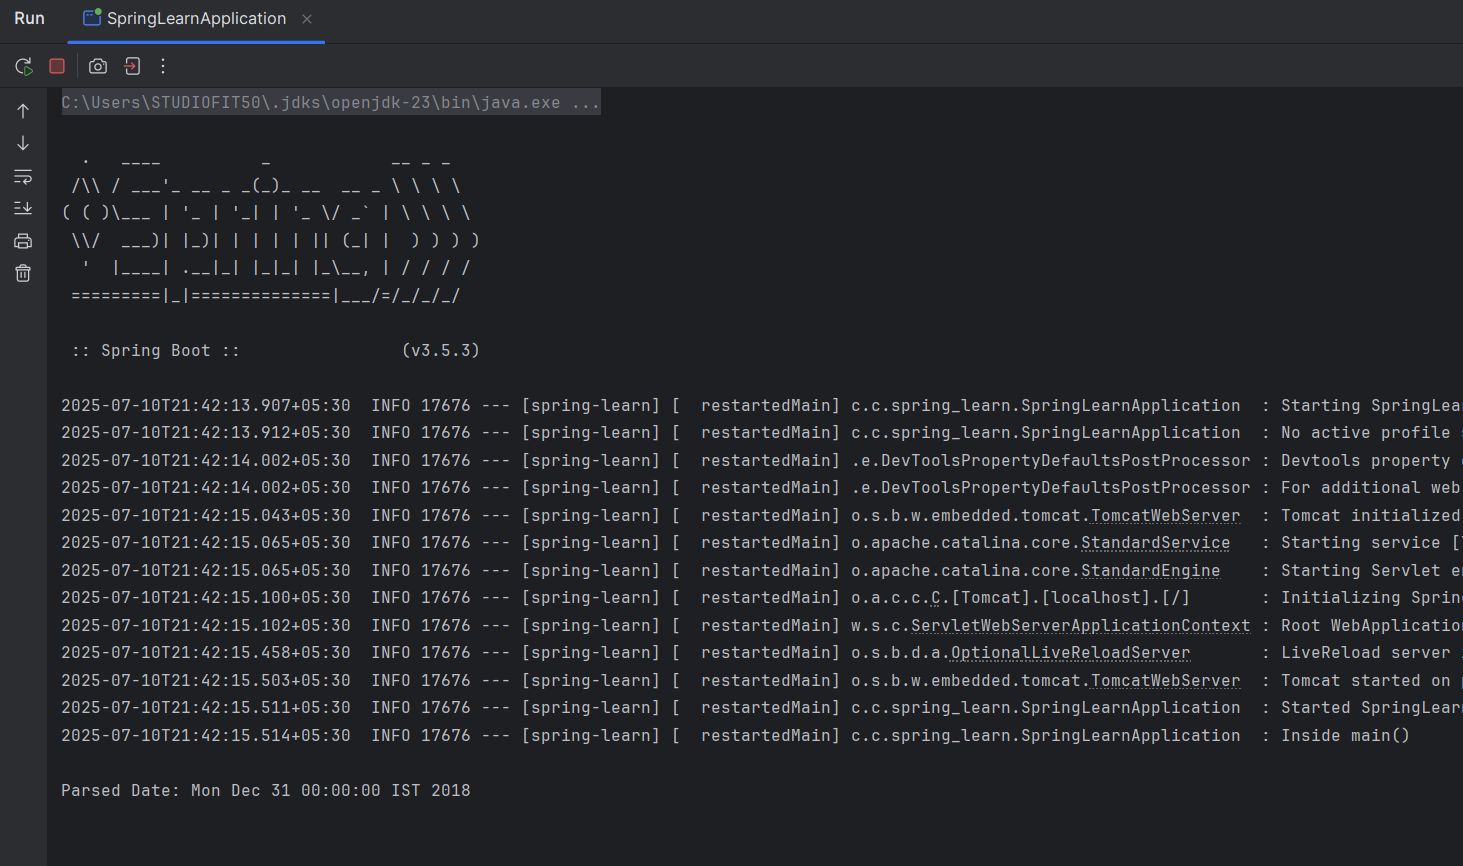 Run SpringLearnApplication
C:\Users\STUDIOFIT50\.jdks\openjdk-23\bin\java.exe ...
  .   ____          _            __ _ _
 /\\ / ___'_ __ _ _(_)_ __  __ _ \ \ \ \
( ( )\___ | '_ | '_| | '_ \/ _` | \ \ \ \
 \\/  ___)| |_)| | | | | || (_| |  ) ) ) )
  '  |____| .__|_| |_|_| |_\__, | / / / /
 =========|_|==============|___/=/_/_/_/
 :: Spring Boot ::                (v3.5.3)
2025-07-10T21:42:13.907+05:30  INFO 17676 --- [spring-learn] [  restartedMain] c.c.spring_learn.SpringLearnApplication  : Starting SpringLea
2025-07-10T21:42:13.912+05:30  INFO 17676 --- [spring-learn] [  restartedMain] c.c.spring_learn.SpringLearnApplication  : No active profile
2025-07-10T21:42:14.002+05:30  INFO 17676 --- [spring-learn] [  restartedMain] .e.DevToolsPropertyDefaultsPostProcessor : Devtools property
2025-07-10T21:42:14.002+05:30  INFO 17676 --- [spring-learn] [  restartedMain] .e.DevToolsPropertyDefaultsPostProcessor : For additional web
2025-07-10T21:42:15.043+05:30  INFO 17676 --- [spring-learn] [  restartedMain] o.s.b.w.embedded.tomcat.TomcatWebServer  : Tomcat initialized
2025-07-10T21:42:15.065+05:30  INFO 17676 --- [spring-learn] [  restartedMain] o.apache.catalina.core.StandardService   : Starting service [
2025-07-10T21:42:15.065+05:30  INFO 17676 --- [spring-learn] [  restartedMain] o.apache.catalina.core.StandardEngine    : Starting Servlet e
2025-07-10T21:42:15.100+05:30  INFO 17676 --- [spring-learn] [  restartedMain] o.a.c.c.C.[Tomcat].[localhost].[/]       : Initializing Sprin
2025-07-10T21:42:15.102+05:30  INFO 17676 --- [spring-learn] [  restartedMain] w.s.c.ServletWebServerApplicationContext : Root WebApplicatio
2025-07-10T21:42:15.458+05:30  INFO 17676 --- [spring-learn] [  restartedMain] o.s.b.d.a.OptionalLiveReloadServer       : LiveReload server
2025-07-10T21:42:15.503+05:30  INFO 17676 --- [spring-learn] [  restartedMain] o.s.b.w.embedded.tomcat.TomcatWebServer  : Tomcat started on
2025-07-10T21:42:15.511+05:30  INFO 17676 --- [spring-learn] [  restartedMain] c.c.spring_learn.SpringLearnApplication  : Started SpringLear
2025-07-10T21:42:15.514+05:30  INFO 17676 --- [spring-learn] [  restartedMain] c.c.spring_learn.SpringLearnApplication  : Inside main()
Parsed Date: Mon Dec 31 00:00:00 IST 2018